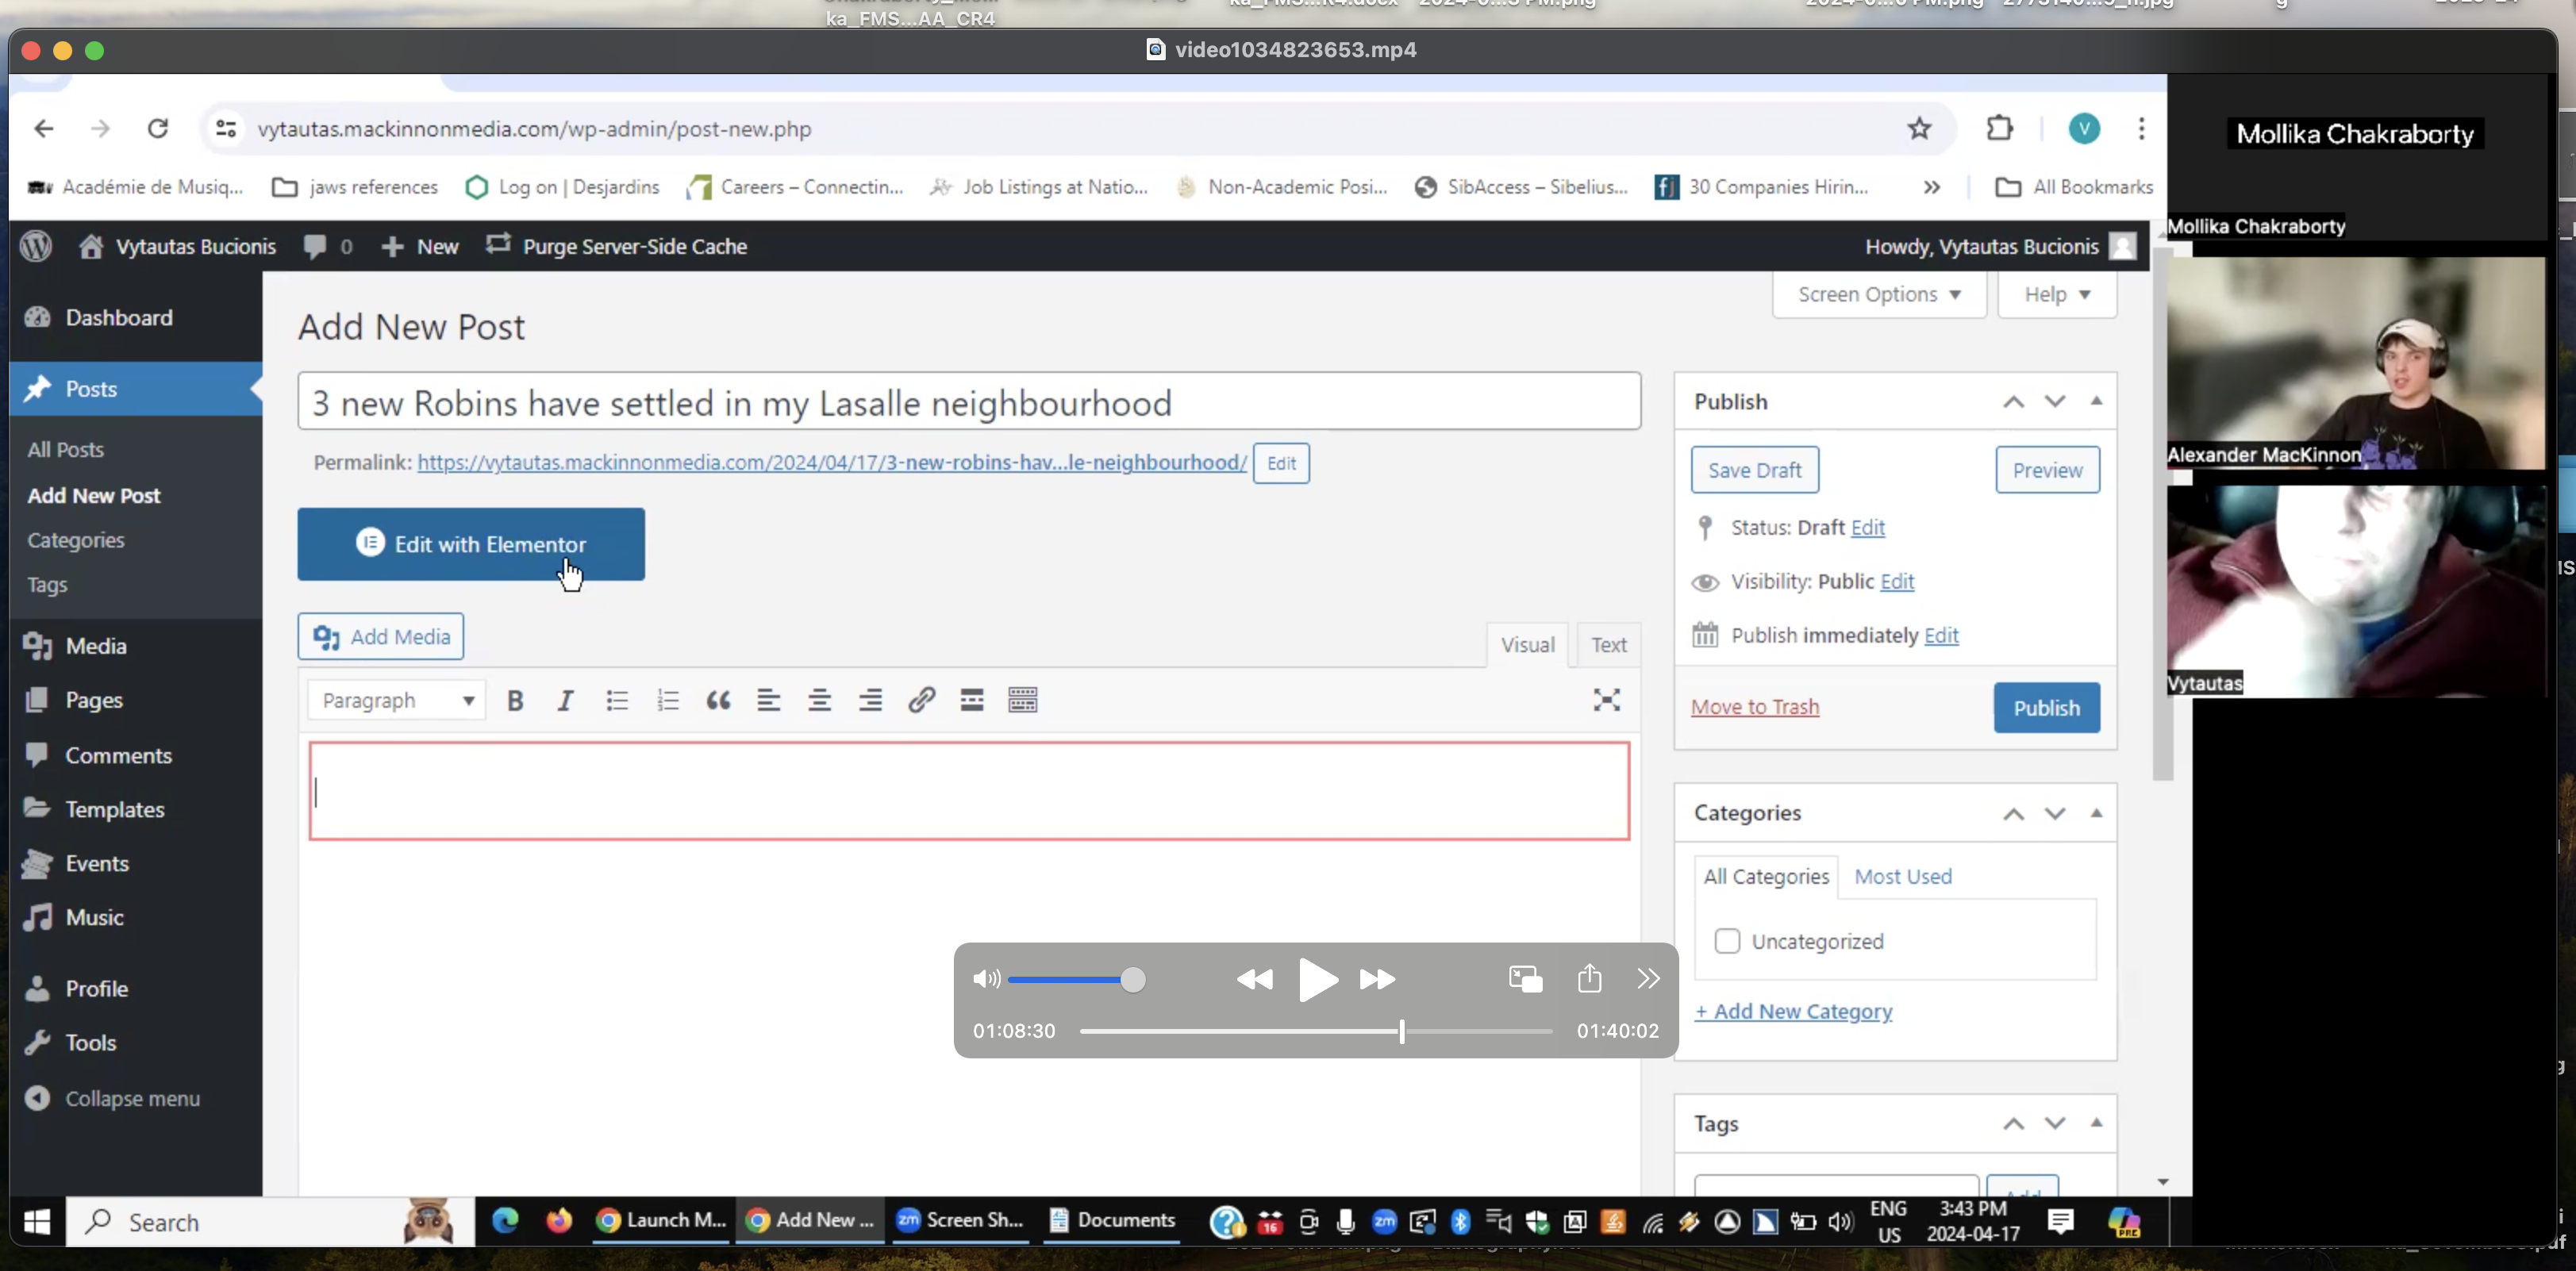 ka_FMS...AA_CR4
video1034823653.mp4
vytautas.mackinnonmedia.com/wp-admin/post-new.php
V
Académie de Musiq...
jaws references
Log on | Desjardins
Careers – Connectin...
Job Listings at Natio...
Non-Academic Posi...
SibAccess – Sibelius...
30 Companies Hirin...
All Bookmarks
Mollika Chakraborty
Mollika Chakraborty
Vytautas Bucionis
0
New
Purge Server-Side Cache
Howdy, Vytautas Bucionis
Screen Options
Help
Dashboard
Posts
All Posts
Add New Post
Categories
Tags
Media
Pages
Comments
Templates
Events
Music
Profile
Tools
Collapse menu
Add New Post
3 new Robins have settled in my Lasalle neighbourhood
Permalink: https://vytautas.mackinnonmedia.com/2024/04/17/3-new-robins-hav...le-neighbourhood/
Edit
Edit with Elementor
Add Media
Visual
Text
Paragraph
B I
Publish
Save Draft
Preview
Status: Draft Edit
Visibility: Public Edit
Publish immediately Edit
Move to Trash
Publish
Categories
All Categories
Most Used
Uncategorized
+ Add New Category
Tags
Alexander MacKinnon
Vytautas
01:08:30
01:40:02
Search
Launch M...
Add New ...
zm
Screen Sh...
Documents
16
zm
ENG
US
3:43 PM
2024-04-17
PRE